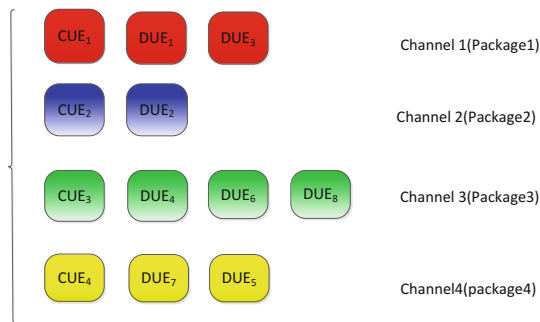 CUE₁ DUE₁ DUE₃ Channel 1(Package1)
CUE₂ DUE₂ Channel 2(Package2)
CUE₃ DUE₄ DUE₆ DUE₈ Channel 3(Package3)
CUE₄ DUE₇ DUE₅ Channel4(package4)